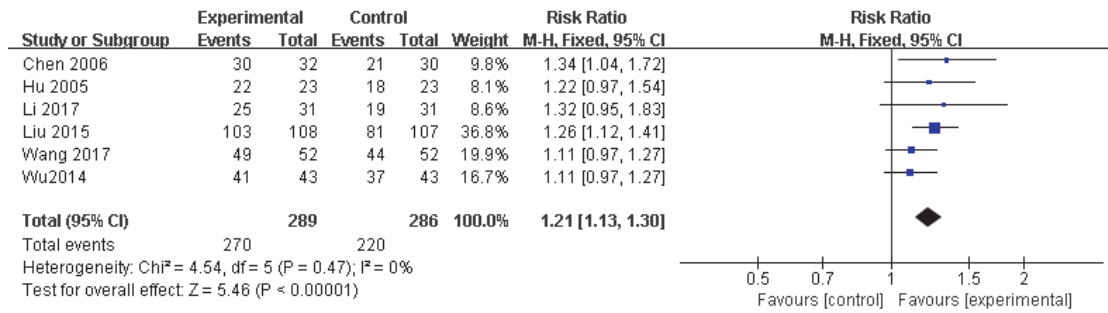 Experimental Control Risk Ratio Risk Ratio
Study or Subgroup Events Total Events Total Weight M-H, Fixed, 95% CI M-H, Fixed, 95% CI
Chen 2006 30 32 21 30 9.8% 1.34 [1.04, 1.72]
Hu 2005 22 23 18 23 8.1% 1.22 [0.97, 1.54]
Li 2017 25 31 19 31 8.6% 1.32 [0.95, 1.83]
Liu 2015 103 108 81 107 36.8% 1.26 [1.12, 1.41]
Wang 2017 49 52 44 52 19.9% 1.11 [0.97, 1.27]
Wu2014 41 43 37 43 16.7% 1.11 [0.97, 1.27]
Total (95% CI) 289 286 100.0% 1.21 [1.13, 1.30]
Total events 270 220
Heterogeneity: Chi² = 4.54, df = 5 (P = 0.47); I² = 0%
Test for overall effect: Z = 5.46 (P < 0.00001)
0.5 0.7 1 1.5 2
Favours [control] Favours [experimental]